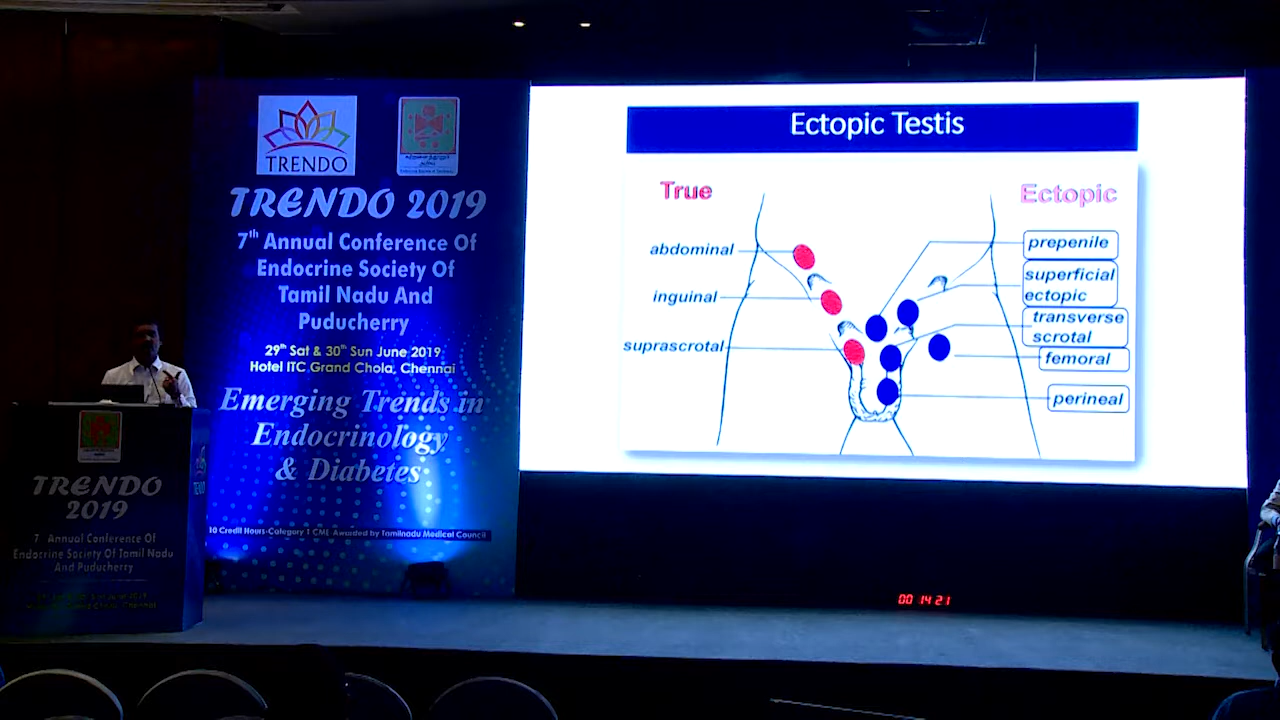 TRENDO
TRENDO 2019
7th Annual Conference Of
Endocrine Society Of
Tamil Nadu And
Puducherry
29th Sat & 30th Sun June 2019
Hotel ITC Grand Chola, Chennai
Emerging Trends in
Endocrinology
& Diabetes
10 Credit Hours-Category 1 CME Awarded by Tamilnadu Medical Council
Ectopic Testis
True
Ectopic
abdominal
inguinal
suprascrotal
prepenile
superficial
ectopic
transverse
scrotal
femoral
perineal
TRENDO
2019
7 Annual Conference Of
Endocrine Society Of Tamil Nadu
And Puducherry
00 14 21